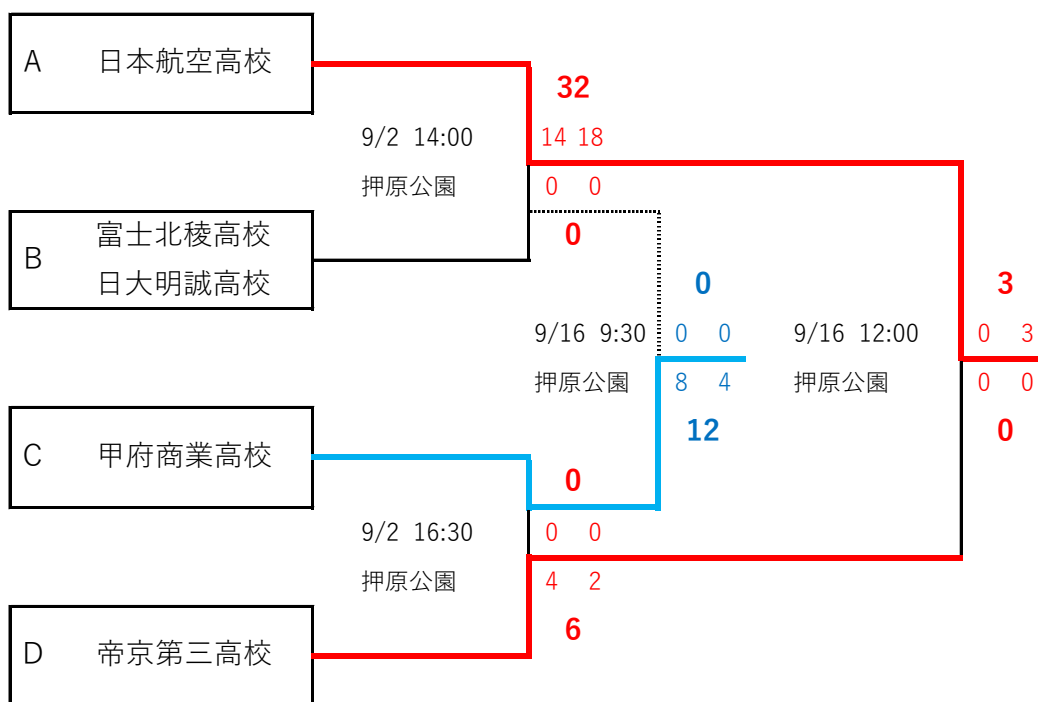 A 日本航空高校
32
9/2 14:00 14 18
押原公園 0 0
0
B 富士北稜高校
日大明誠高校
0 3
9/16 9:30 0 0 9/16 12:00 0 3
押原公園 8 4 押原公園 0 0
12 0
C 甲府商業高校
0
9/2 16:30 0 0
押原公園 4 2
6
D 帝京第三高校